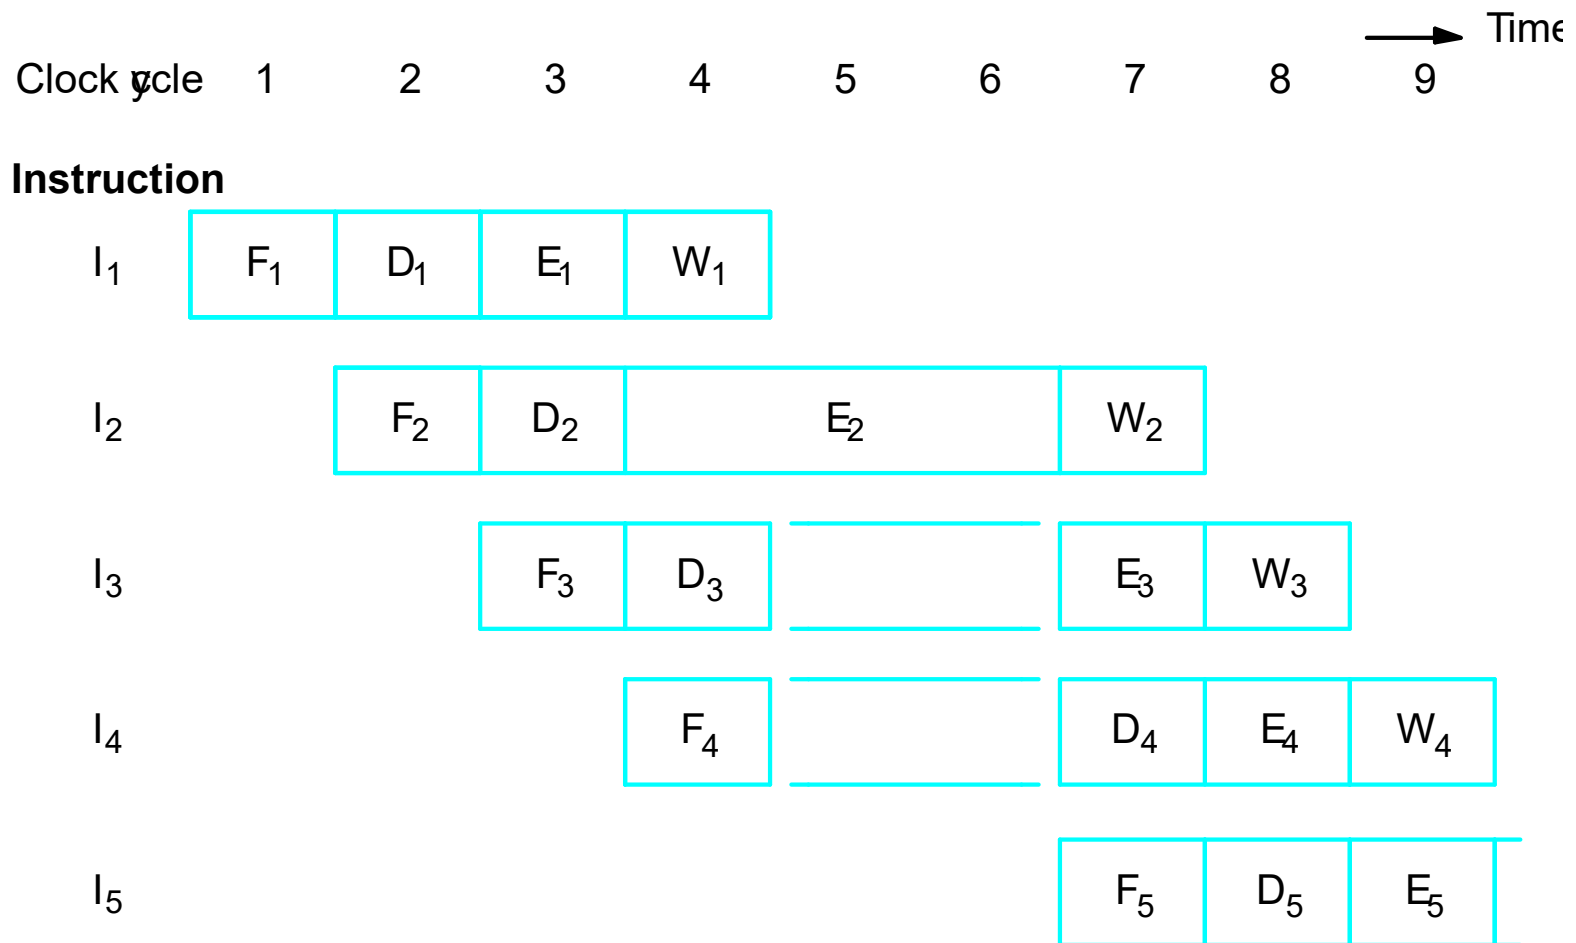 Time
Clock cycle 1 2 3 4 5 6 7 8 9
Instruction
I1 F1 D1 E1 W1
I2 F2 D2 E2 W2
I3 F3 D3 E3 W3
I4 F4 D4 E4 W4
I5 F5 D5 E5